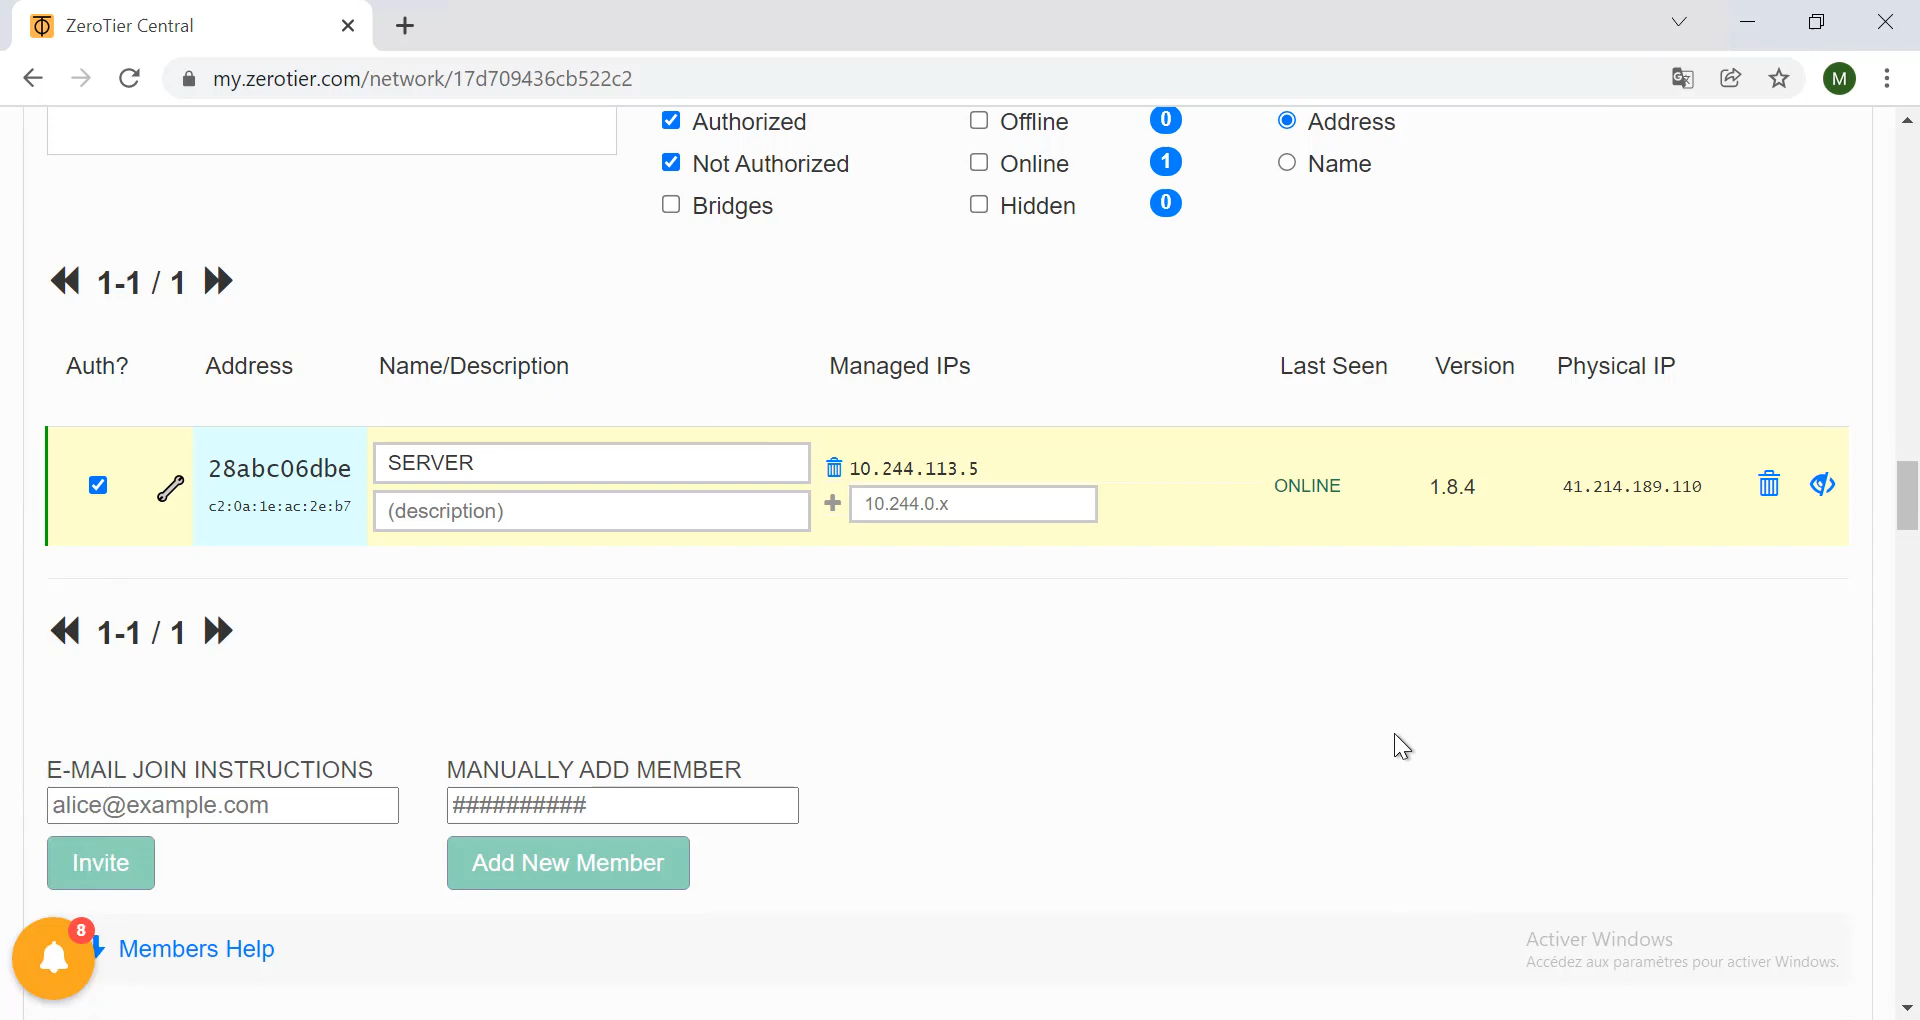 ZeroTier Central
my.zerotier.com/network/17d709436cb522c2
M
Authorized
Offline
0
Address
Not Authorized
Online
1
Name
Bridges
Hidden
0
1-1 / 1
Auth?
Address
Name/Description
Managed IPs
Last Seen
Version
Physical IP
28abc06dbe
c2:0a:1e:ac:2e:b7
SERVER
(description)
10.244.113.5
10.244.0.x
ONLINE
1.8.4
41.214.189.110
1-1 / 1
E-MAIL JOIN INSTRUCTIONS
alice@example.com
Invite
MANUALLY ADD MEMBER
##########
Add New Member
8
Members Help
Activer Windows
Accédez aux paramètres pour activer Windows.